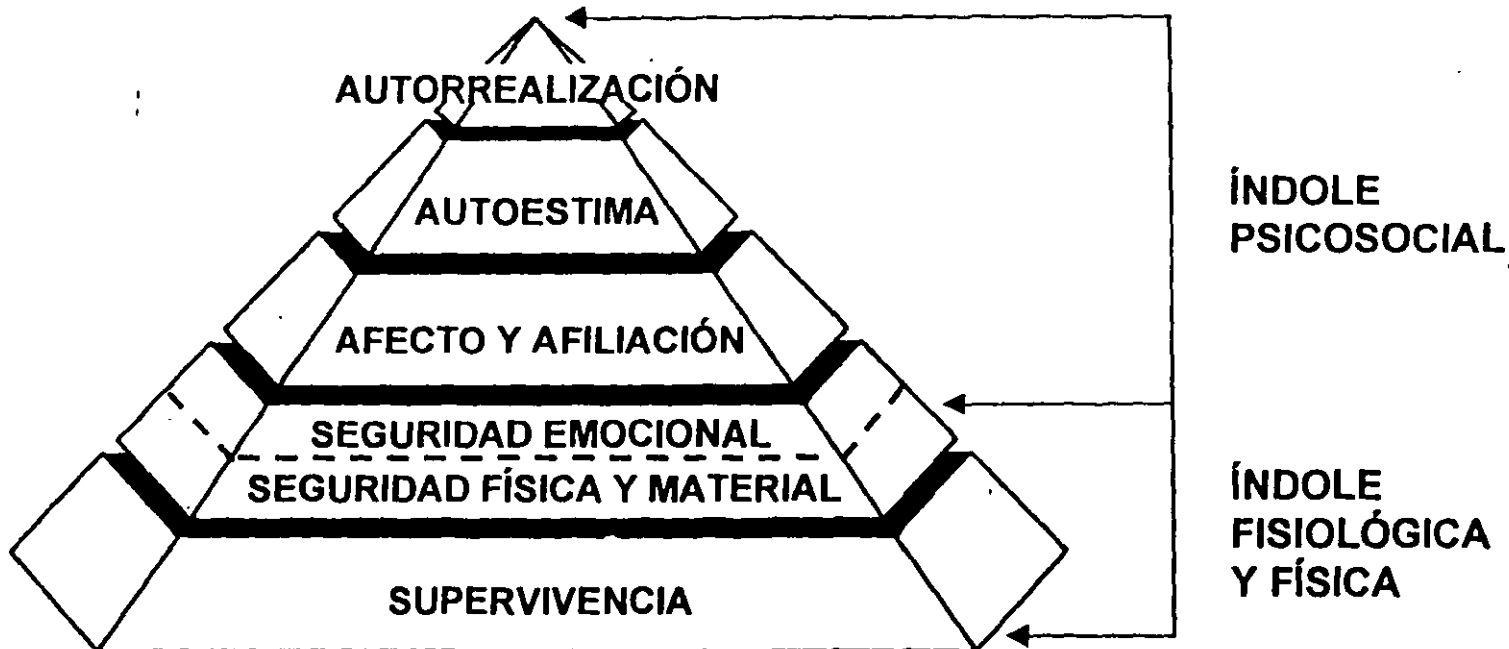 AUTORREALIZACIÓN
AUTOESTIMA
AFECTO Y AFILIACIÓN
SEGURIDAD EMOCIONAL
SEGURIDAD FÍSICA Y MATERIAL
SUPERVIVENCIA
ÍNDOLE
PSICOSOCIAL
ÍNDOLE
FISIOLÓGICA
Y FÍSICA